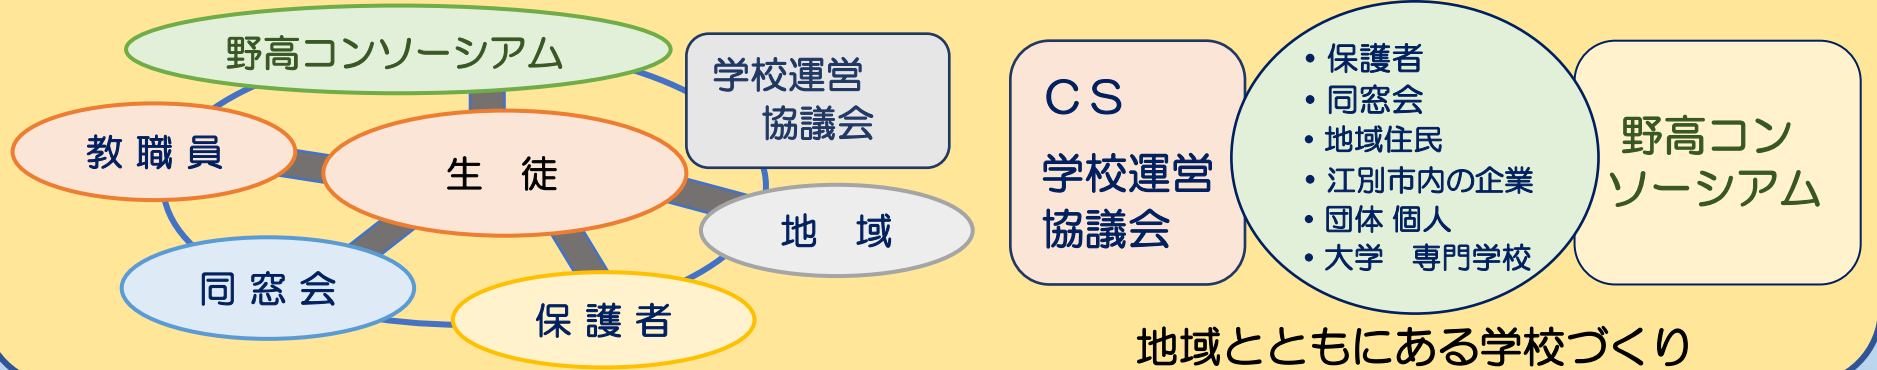 野高コンソーシアム
学校運営
協議会
教 職 員
生　徒
地　域
同 窓 会
保 護 者
ＣＳ
学校運営
協議会
・保護者
・同窓会
・地域住民
・江別市内の企業
・団体 個人
・大学　専門学校
野高コン
ソーシアム
地域とともにある学校づくり